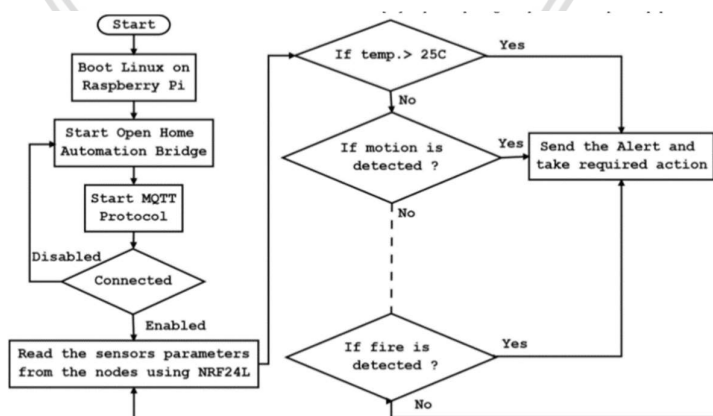 Start
Boot Linux on
Raspberry Pi
Start Open Home
Automation Bridge
Start MQTT
Protocol
Disabled
Connected
Enabled
Read the sensors parameters
from the nodes using NRF24L
If temp.> 25C
Yes
No
If motion is
detected ?
Yes
No
Send the Alert and
take required action
If fire is
detected ?
Yes
No